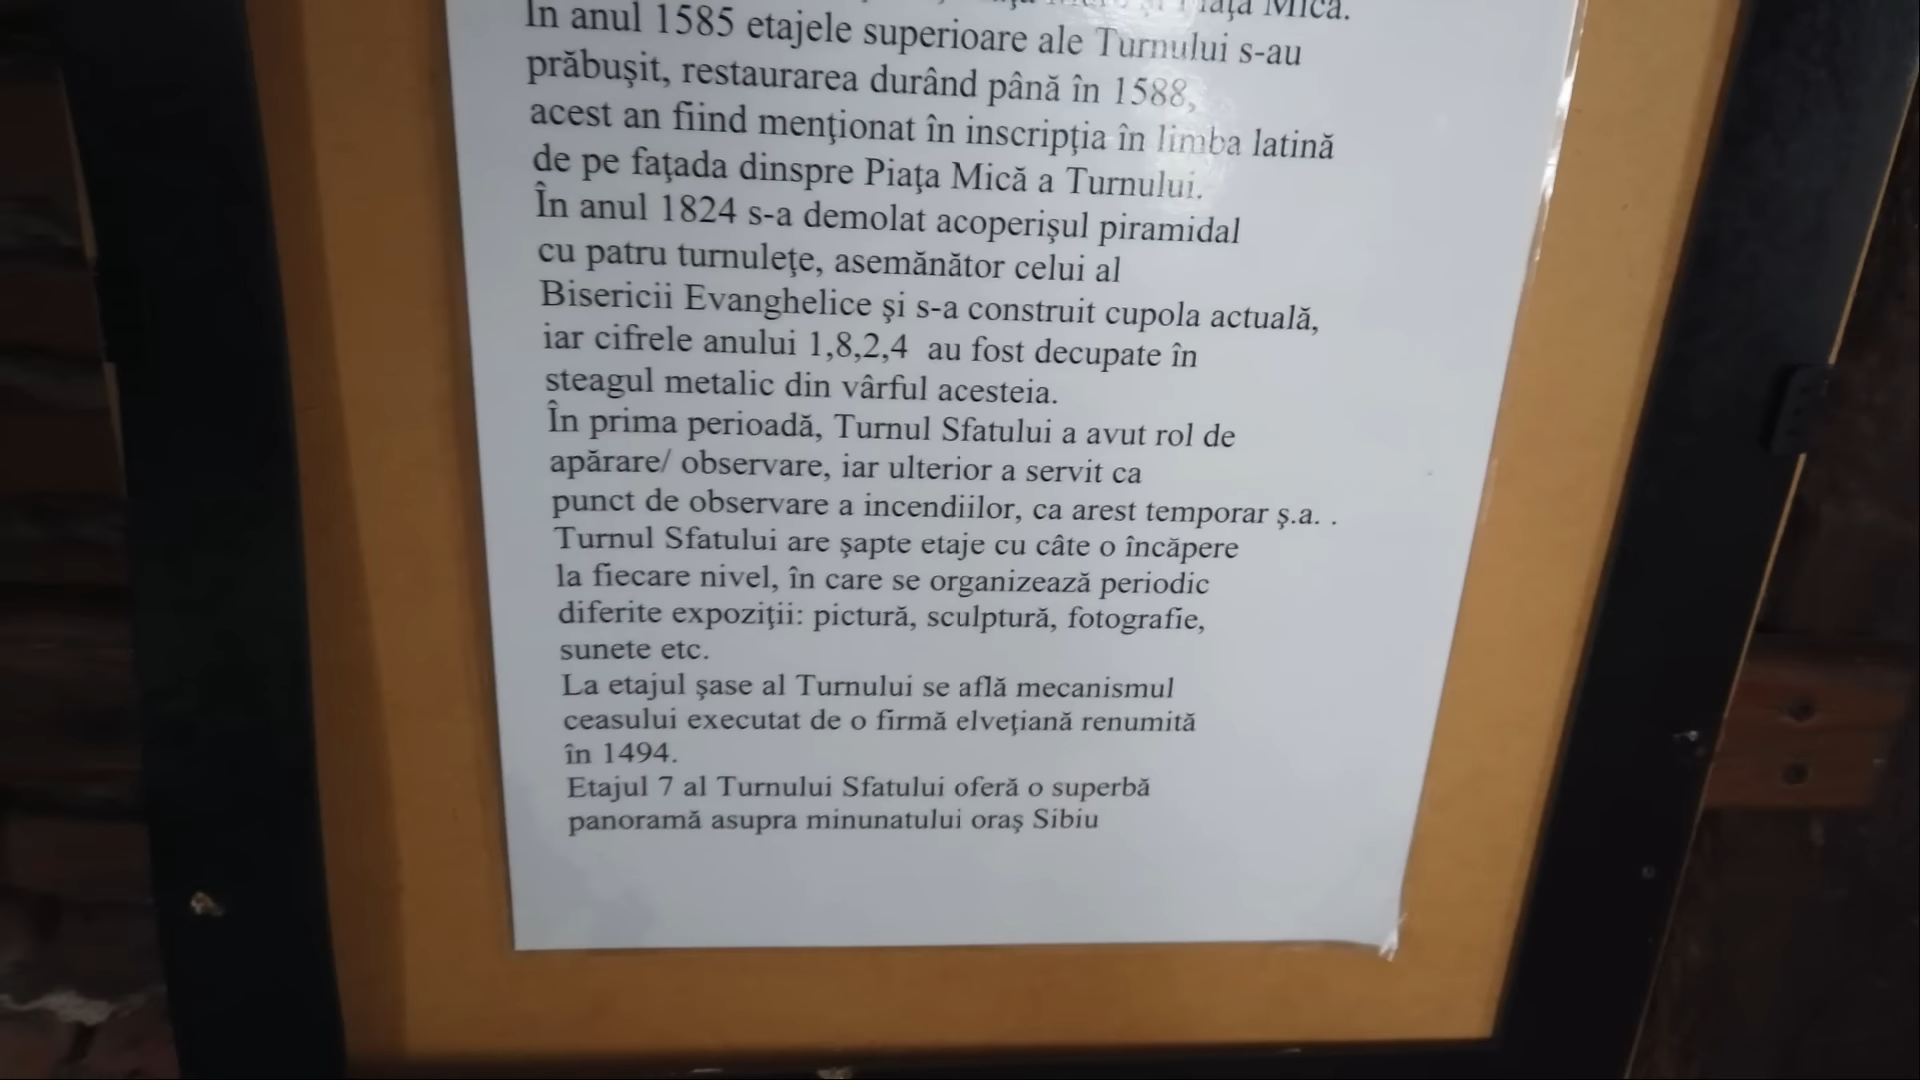 Piaţa Mică.
În anul 1585 etajele superioare ale Turnului s-au
prăbuşit, restaurarea durând până în 1588,
acest an fiind menţionat în inscripţia în limba latină
de pe faţada dinspre Piaţa Mică a Turnului.
În anul 1824 s-a demolat acoperişul piramidal
cu patru turnuleţe, asemănător celui al
Bisericii Evanghelice şi s-a construit cupola actuală,
iar cifrele anului 1,8,2,4 au fost decupate în
steagul metalic din vârful acesteia.
În prima perioadă, Turnul Sfatului a avut rol de
apărare/ observare, iar ulterior a servit ca
punct de observare a incendiilor, ca arest temporar ş.a. .
Turnul Sfatului are şapte etaje cu câte o încăpere
la fiecare nivel, în care se organizează periodic
diferite expoziţii: pictură, sculptură, fotografie,
sunete etc.
La etajul şase al Turnului se află mecanismul
ceasului executat de o firmă elveţiană renumită
în 1494.
Etajul 7 al Turnului Sfatului oferă o superbă
panoramă asupra minunatului oraş Sibiu